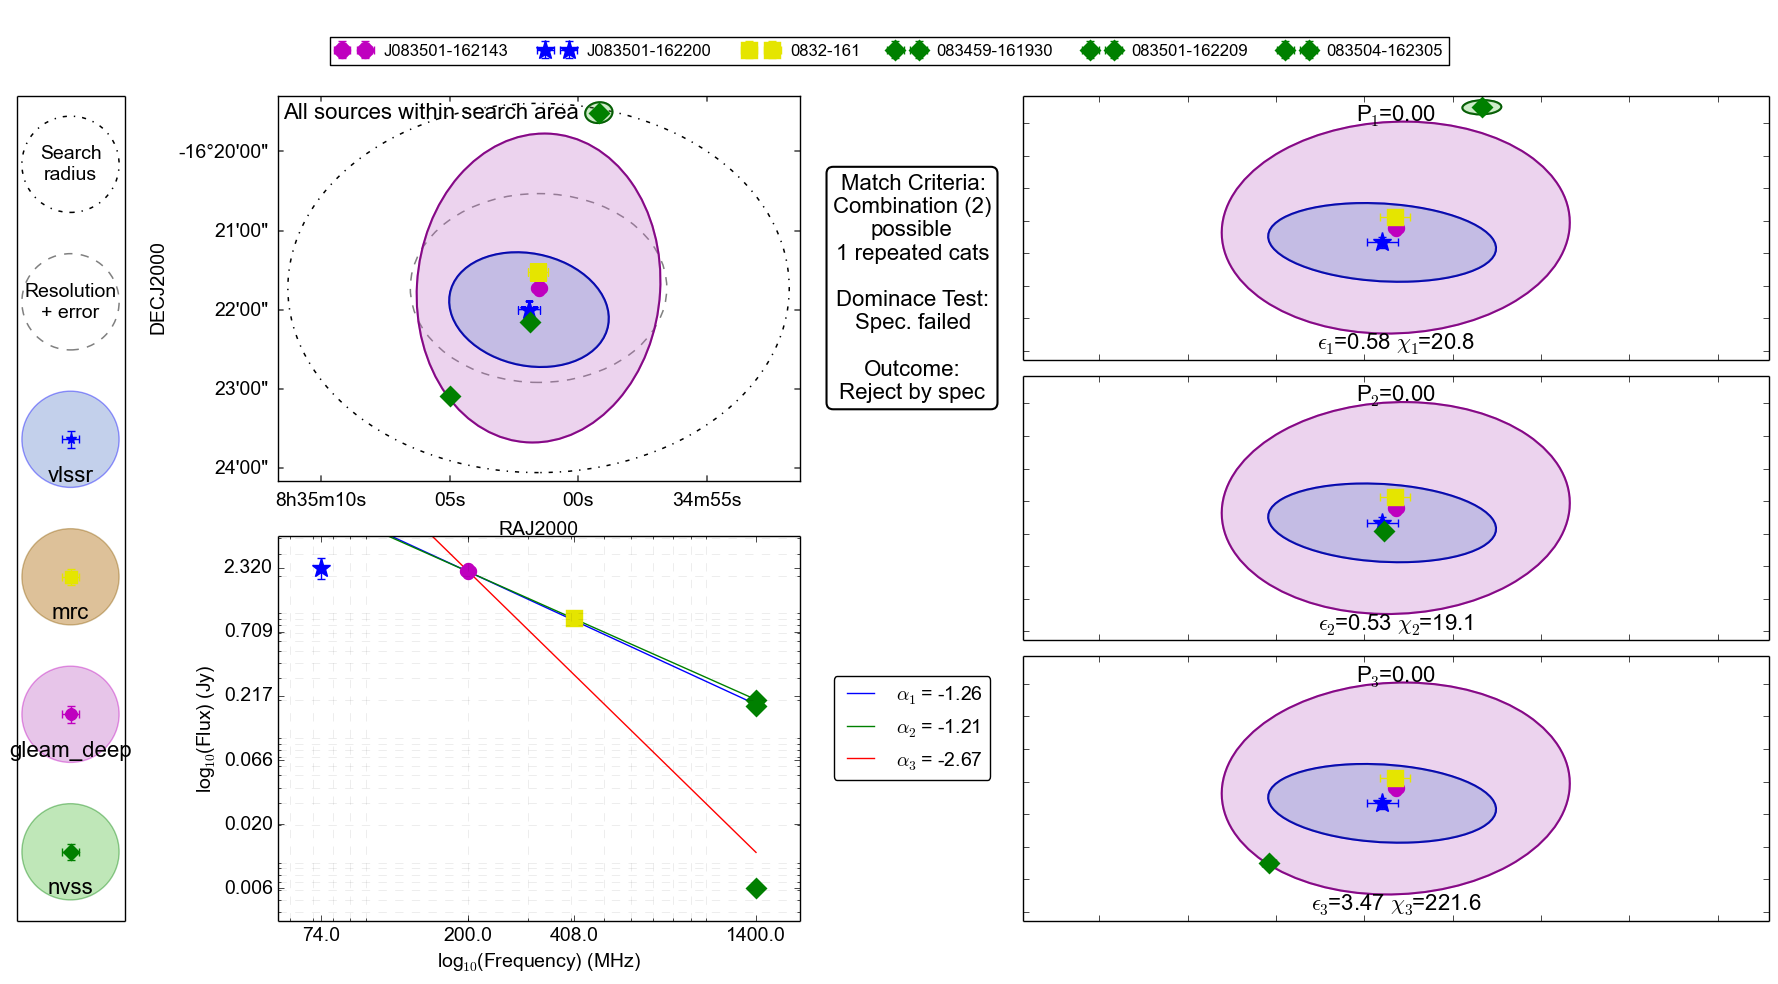 J083501-162143 J083501-162200 0832-161 083459-161930 083501-162209 083504-162305
Search
radius
Resolution
+ error
vlssr
mrc
gleam_deep
nvss
All sources within search area
DECJ2000
-16°20'00"
21'00"
22'00"
23'00"
24'00"
8h35m10s 05s 00s 34m55s
RAJ2000
log₁₀(Flux) (Jy)
2.320
0.709
0.217
0.066
0.020
0.006
74.0 200.0 408.0 1400.0
log₁₀(Frequency) (MHz)
Match Criteria:
Combination (2)
possible
1 repeated cats
Dominace Test:
Spec. failed
Outcome:
Reject by spec
α₁ = -1.26
α₂ = -1.21
α₃ = -2.67
P₁=0.00
ϵ₁=0.58 χ₁=20.8
P₂=0.00
ϵ₂=0.53 χ₂=19.1
P₃=0.00
ϵ₃=3.47 χ₃=221.6